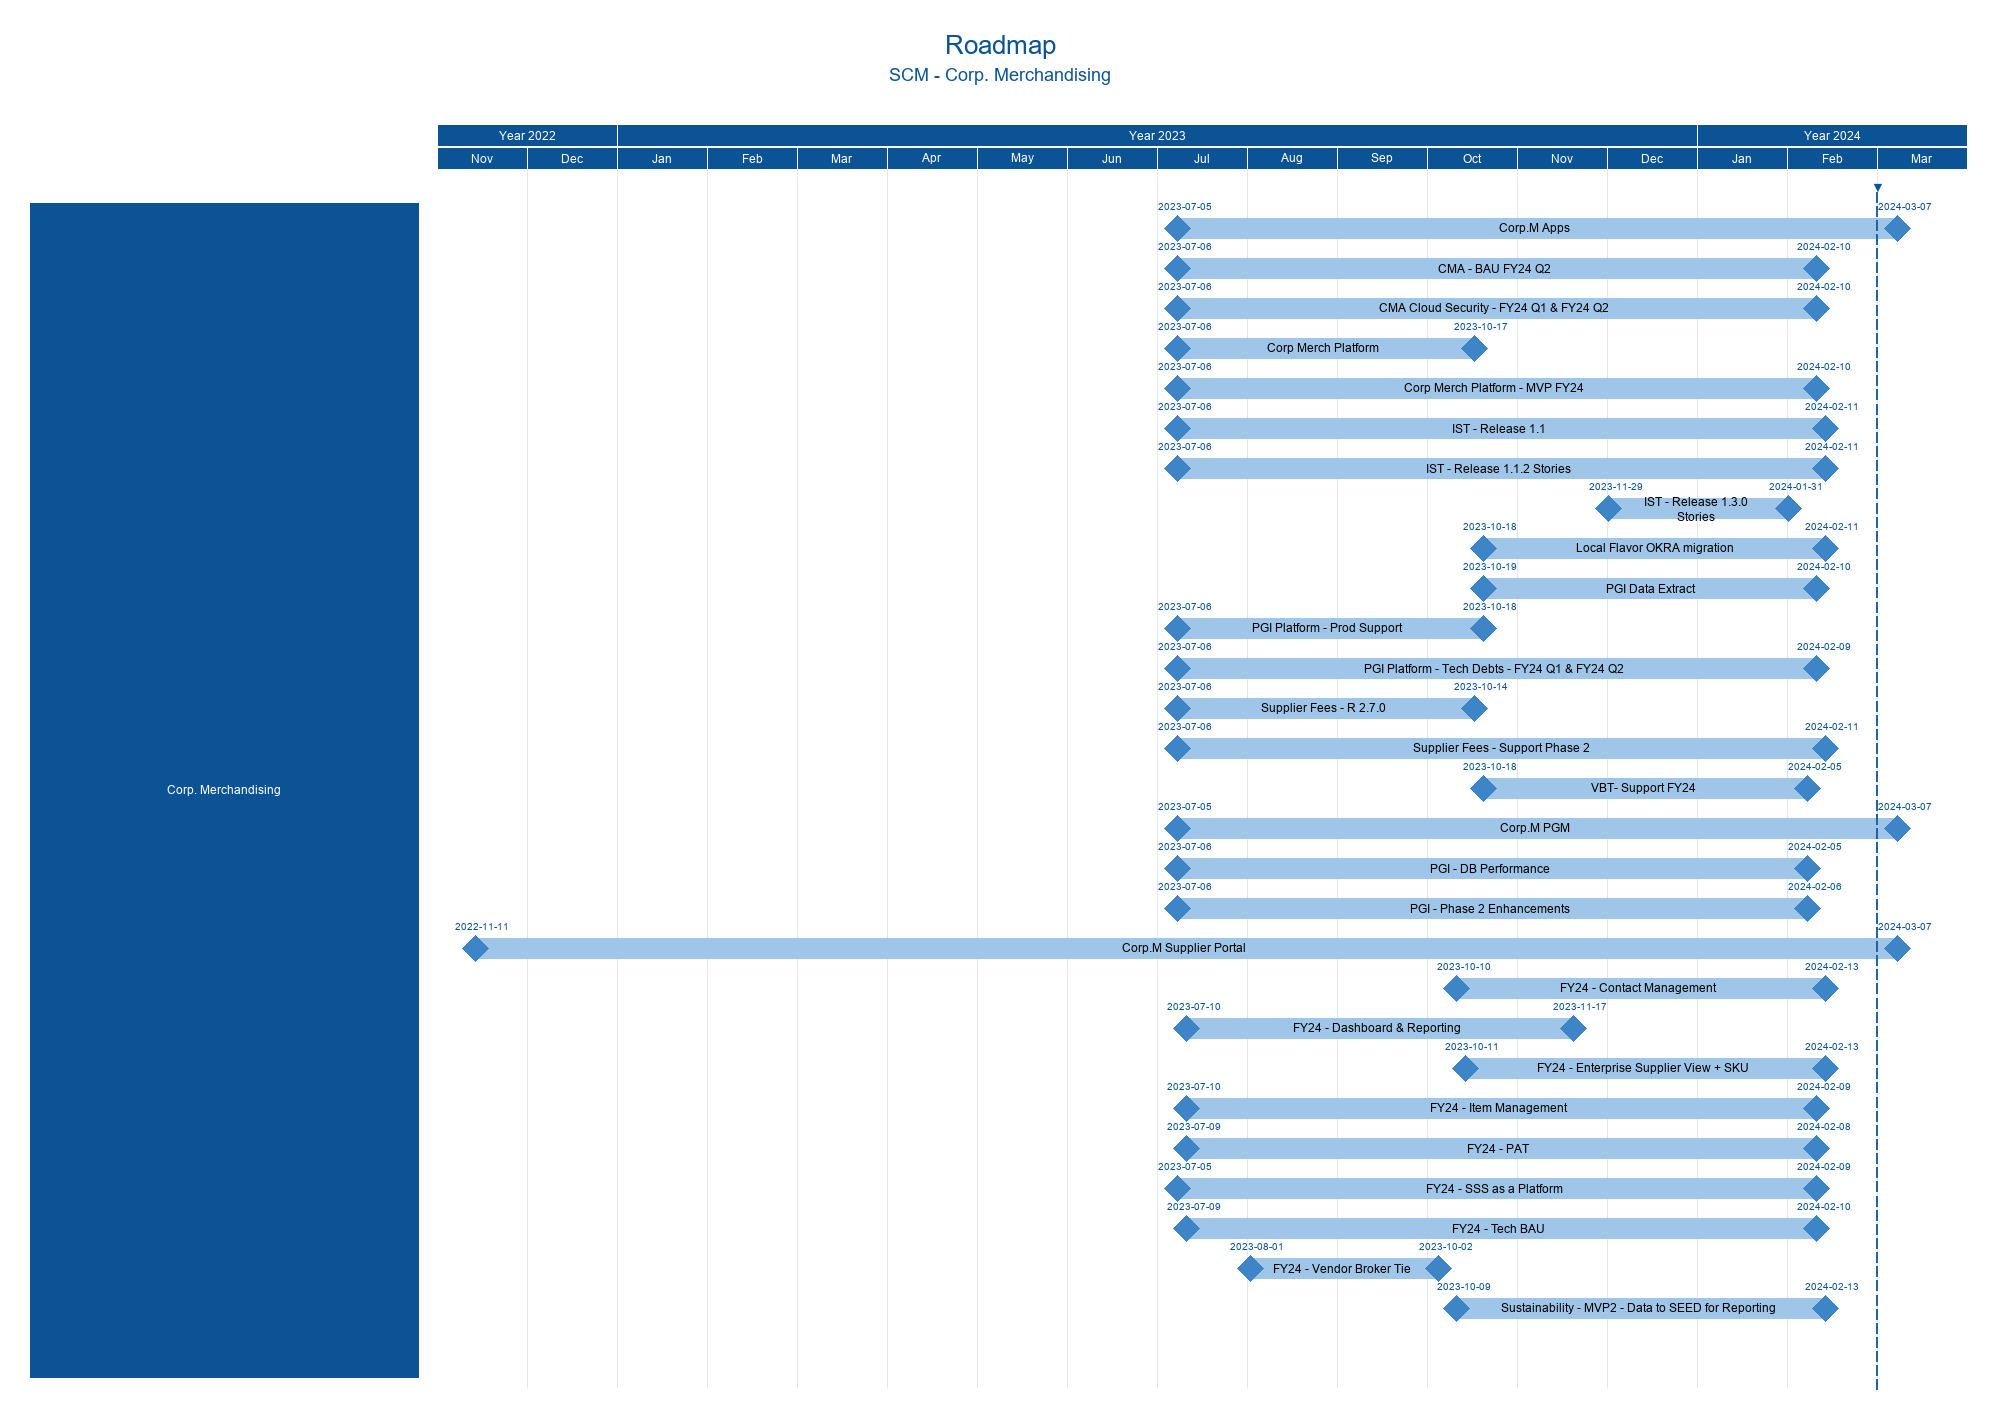 Roadmap
SCM - Corp. Merchandising
Year 2022 Year 2023 Year 2024
Nov Dec Jan Feb Mar Apr May Jun Jul Aug Sep Oct Nov Dec Jan Feb Mar
Corp. Merchandising
2023-07-05 2024-03-07
Corp.M Apps
2023-07-06 2024-02-10
CMA - BAU FY24 Q2
2023-07-06 2024-02-10
CMA Cloud Security - FY24 Q1 & FY24 Q2
2023-07-06 2023-10-17
Corp Merch Platform
2023-07-06 2024-02-10
Corp Merch Platform - MVP FY24
2023-07-06 2024-02-11
IST - Release 1.1
2023-07-06 2024-02-11
IST - Release 1.1.2 Stories
2023-11-29 2024-01-31
IST - Release 1.3.0
Stories
2023-10-18 2024-02-11
Local Flavor OKRA migration
2023-10-19 2024-02-10
PGI Data Extract
2023-07-06 2023-10-18
PGI Platform - Prod Support
2023-07-06 2024-02-09
PGI Platform - Tech Debts - FY24 Q1 & FY24 Q2
2023-07-06 2023-10-14
Supplier Fees - R 2.7.0
2023-07-06 2024-02-11
Supplier Fees - Support Phase 2
2023-10-18 2024-02-05
VBT- Support FY24
2023-07-05 2024-03-07
Corp.M PGM
2023-07-06 2024-02-05
PGI - DB Performance
2023-07-06 2024-02-06
PGI - Phase 2 Enhancements
2022-11-11 2024-03-07
Corp.M Supplier Portal
2023-10-10 2024-02-13
FY24 - Contact Management
2023-07-10 2023-11-17
FY24 - Dashboard & Reporting
2023-10-11 2024-02-13
FY24 - Enterprise Supplier View + SKU
2023-07-10 2024-02-09
FY24 - Item Management
2023-07-09 2024-02-08
FY24 - PAT
2023-07-05 2024-02-09
FY24 - SSS as a Platform
2023-07-09 2024-02-10
FY24 - Tech BAU
2023-08-01 2023-10-02
FY24 - Vendor Broker Tie
2023-10-09 2024-02-13
Sustainability - MVP2 - Data to SEED for Reporting